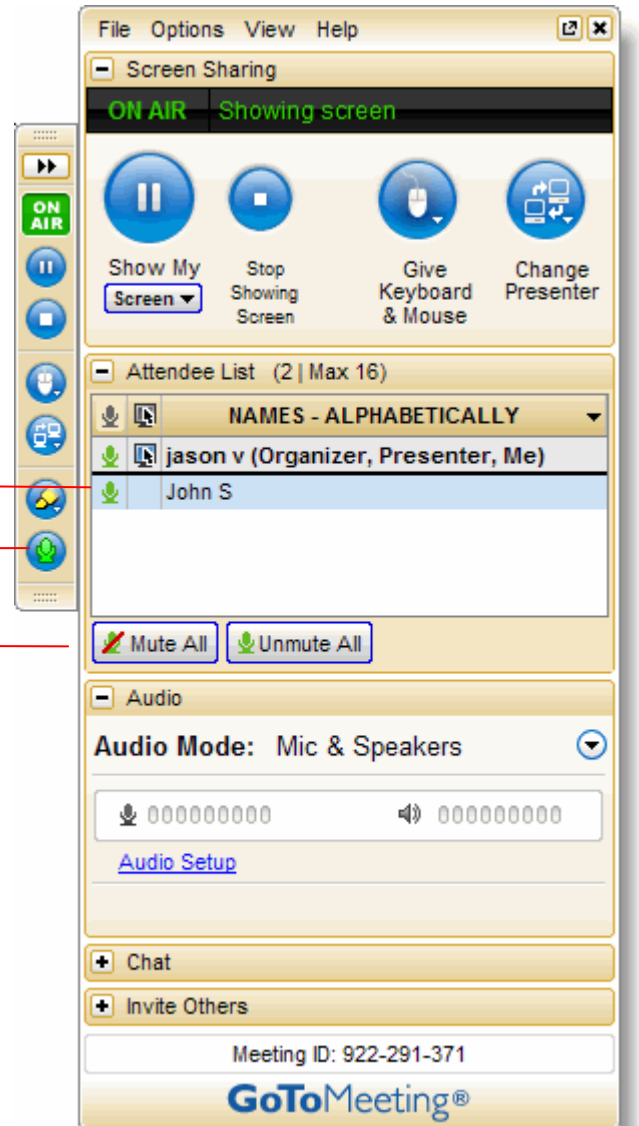 File Options View Help
Screen Sharing
ON AIR Showing screen
ON
AIR
Show My
Screen
Stop
Showing
Screen
Give
Keyboard
& Mouse
Change
Presenter
Attendee List (2 | Max 16)
NAMES - ALPHABETICALLY
jason v (Organizer, Presenter, Me)
John S
Mute All Unmute All
Audio
Audio Mode: Mic & Speakers
Audio Setup
Chat
Invite Others
Meeting ID: 922-291-371
GoToMeeting®